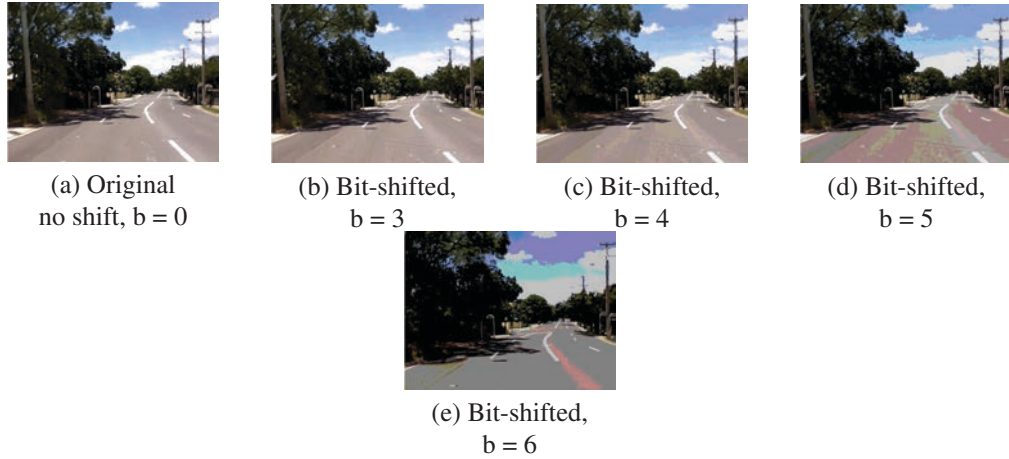 (a) Original
no shift, b = 0
(b) Bit-shifted,
b = 3
(c) Bit-shifted,
b = 4
(d) Bit-shifted,
b = 5
(e) Bit-shifted,
b = 6